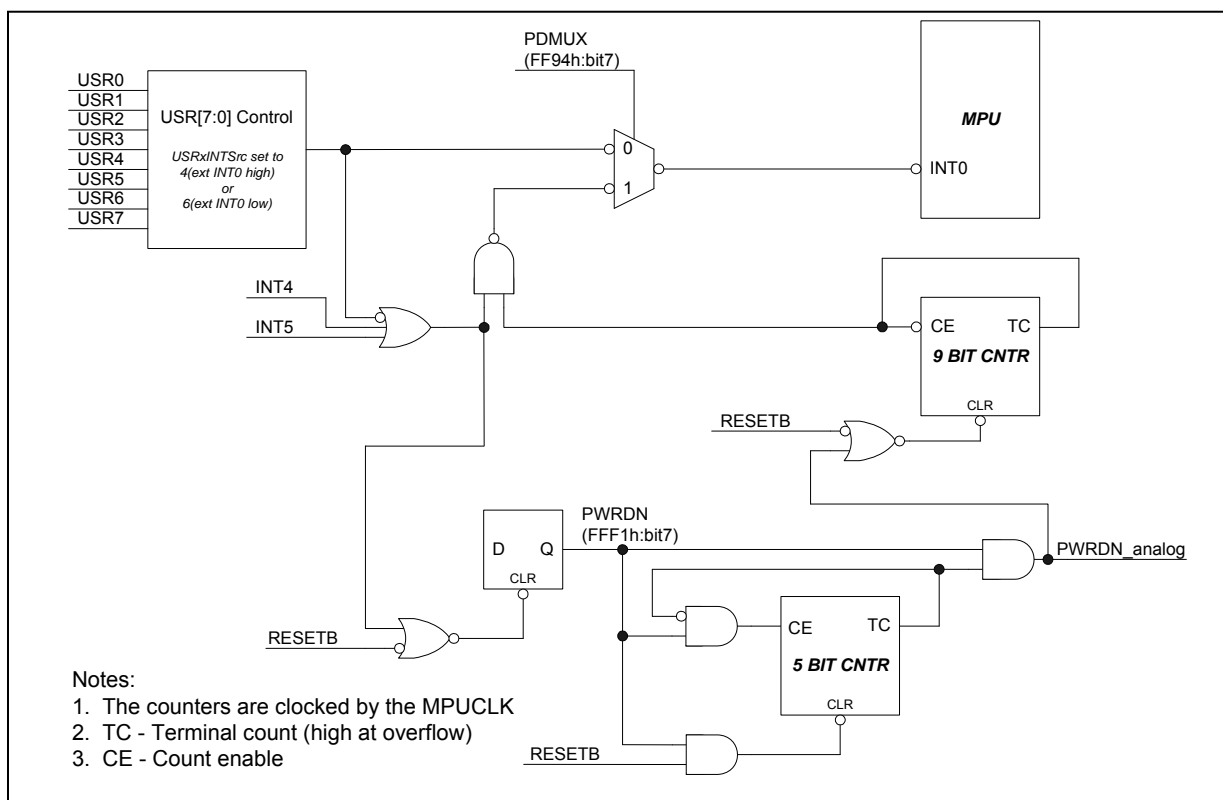 PDMUX
(FF94h:bit7)
USR0
USR1
USR2
USR3
USR4
USR5
USR6
USR7
USR[7:0] Control
USRxINTSrc set to
4(ext INT0 high)
or
6(ext INT0 low)
0
1
MPU
INT0
INT4
INT5
CE
TC
9 BIT CNTR
CLR
RESETB
D
Q
CLR
PWRDN
(FFF1h:bit7)
PWRDN_analog
RESETB
CE
TC
5 BIT CNTR
CLR
RESETB
Notes:
1. The counters are clocked by the MPUCLK
2. TC - Terminal count (high at overflow)
3. CE - Count enable